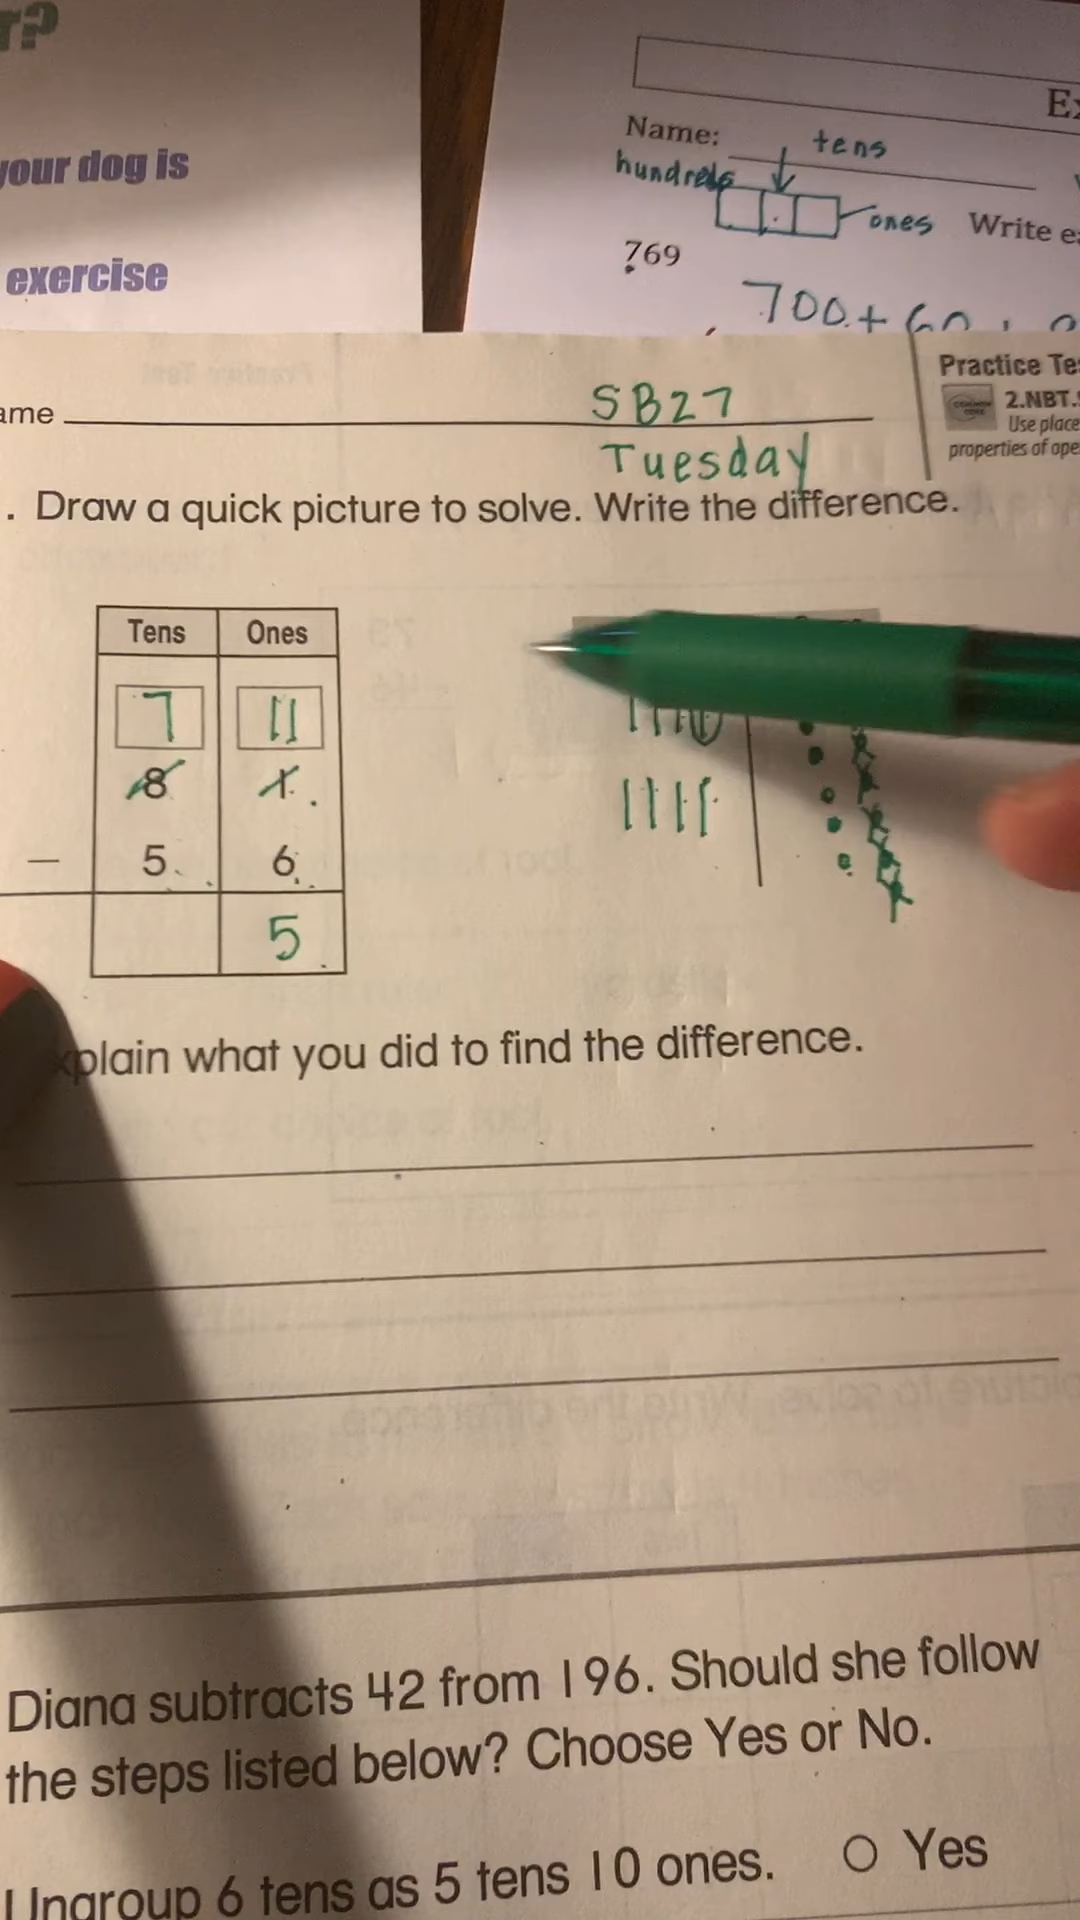 your dog is
exercise
Name:
tens
hundreds
ones
Write
769
700 + 60
Practice
2.NBT.
Use place
properties of
SB27
Tuesday
. Draw a quick picture to solve. Write the difference.
Tens Ones
7 11
8 1
− 5 6
5
plain what you did to find the difference.
Diana subtracts 42 from 196. Should she follow
the steps listed below? Choose Yes or No.
Ungroup 6 tens as 5 tens 10 ones. Yes